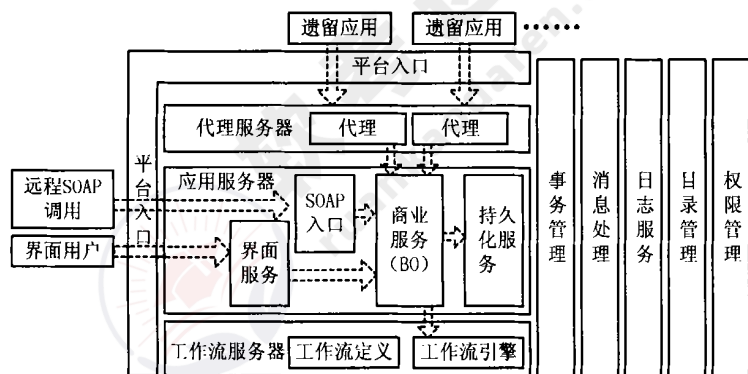 遗留应用
遗留应用
······
平台入口
代理服务器
代理
代理
平台入口
远程SOAP
调用
界面用户
应用服务器
SOAP
入口
界面
服务
商业
服务
(BO)
持久
化服
务
工作流服务器
工作流定义
工作流引擎
事务管理
消息处理
日志服务
目录管理
权限管理